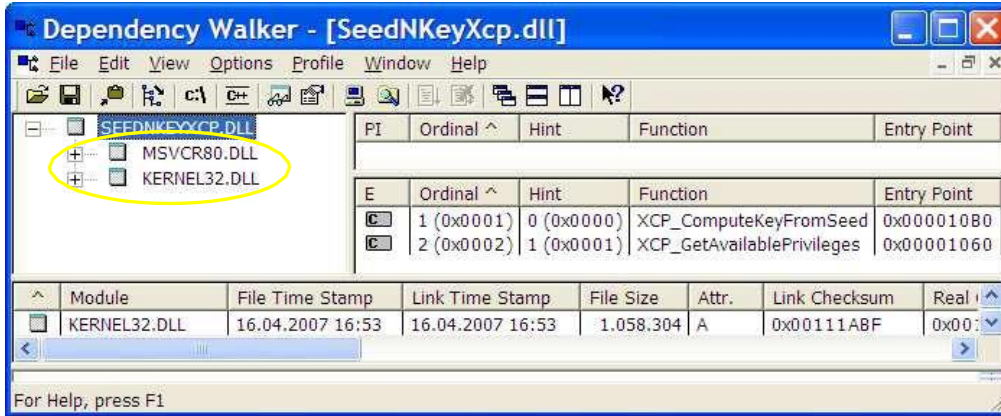 Dependency Walker - [SeedNKeyXcp.dll]
File Edit View Options Profile Window Help
c:\ C++
SEEDNKEYXCP.DLL
MSVCR80.DLL
KERNEL32.DLL
PI Ordinal ^ Hint Function Entry Point
E Ordinal ^ Hint Function Entry Point
C 1 (0x0001) 0 (0x0000) XCP_ComputeKeyFromSeed 0x000010B0
C 2 (0x0002) 1 (0x0001) XCP_GetAvailablePrivileges 0x00001060
^ Module File Time Stamp Link Time Stamp File Size Attr. Link Checksum Real
KERNEL32.DLL 16.04.2007 16:53 16.04.2007 16:53 1.058.304 A 0x00111ABF
For Help, press F1